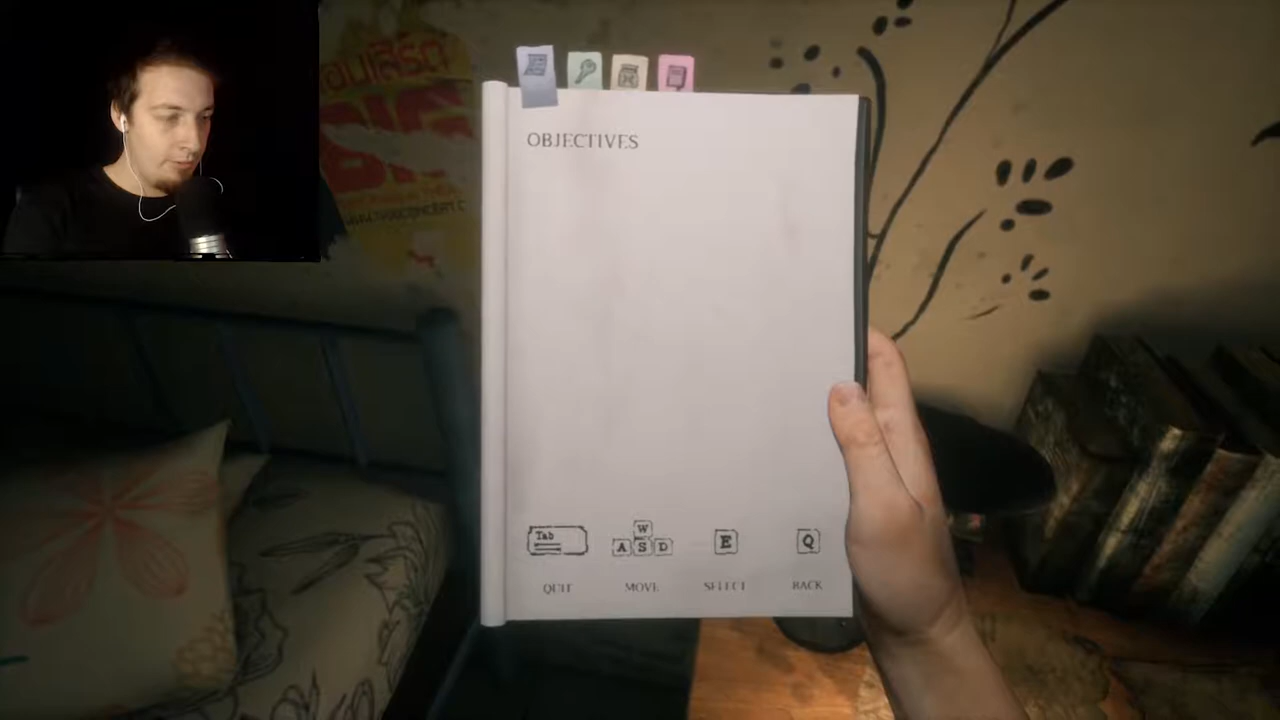 OBJECTIVES
Tab
W
A S D
E
Q
QUIT
MOVE
SELECT
BACK